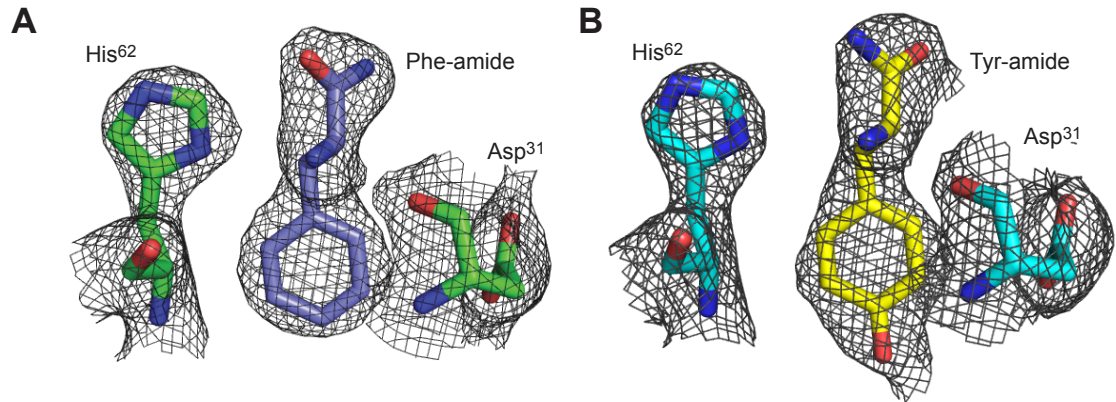 A
His⁶²
Phe-amide
Asp³¹
B
His⁶²
Tyr-amide
Asp³¹